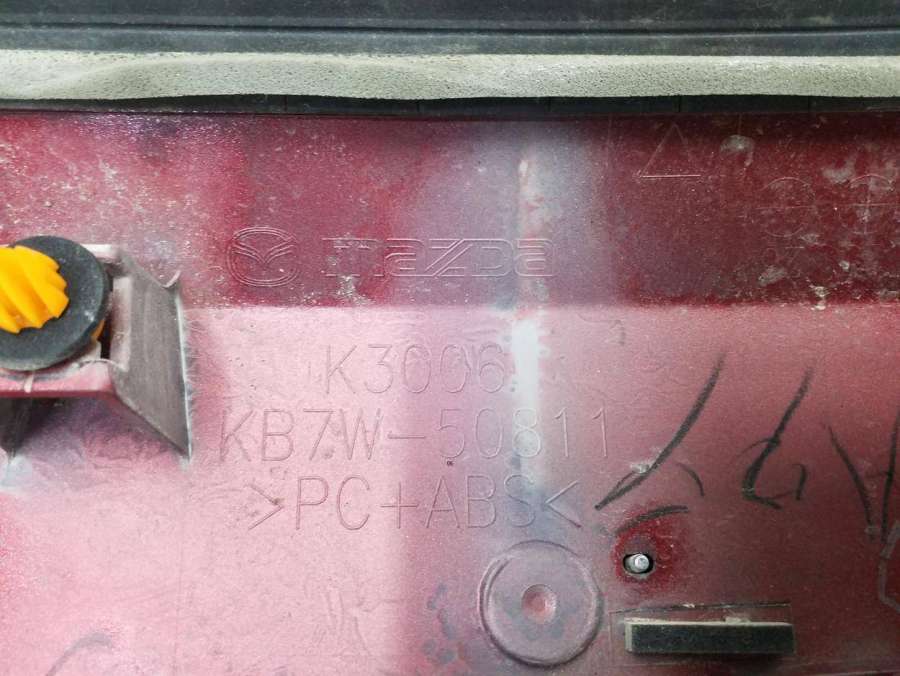 mazda
K3006
KB7W-50811
>PC+ABS<